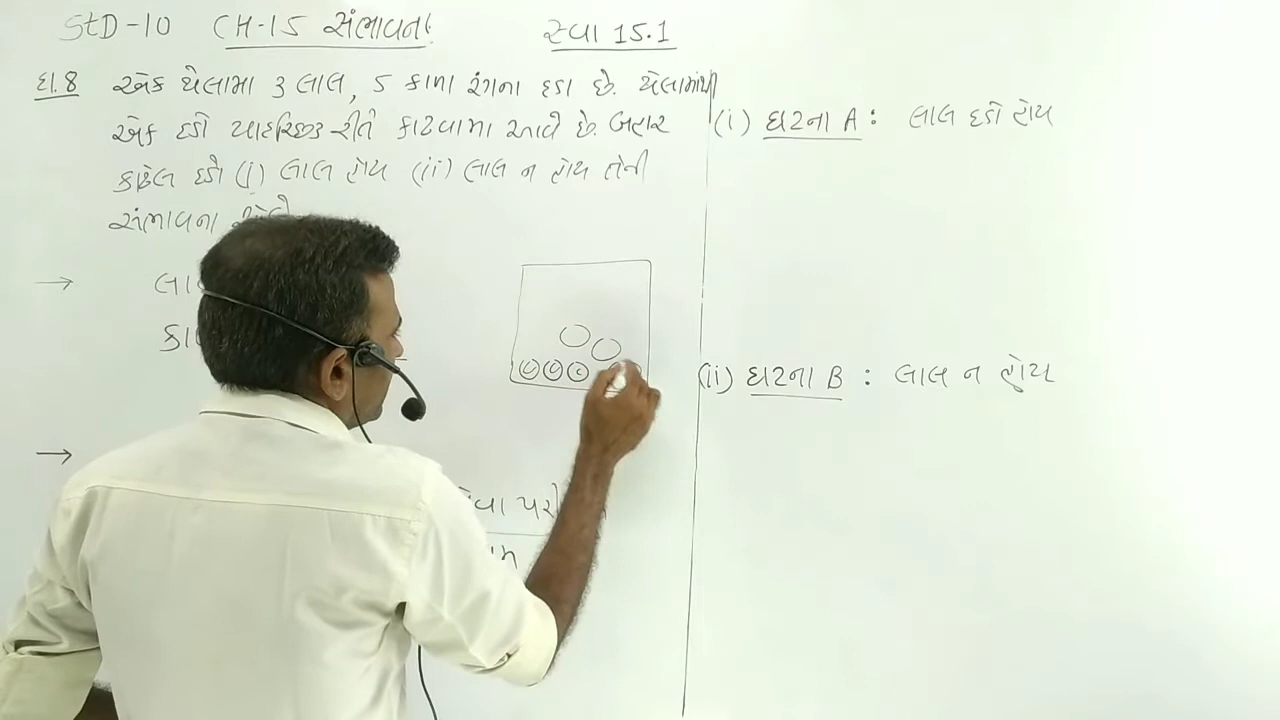 STD-10 CH-15 સંભાવના સ્વા 15.1
દા.8 એક થેલામા 3 લાલ, 5 કાળા રંગના દડા છે. થેલામાંથી
એક દડો યાદચ્છિક રીતે કાઢવામા આવે છે. બહાર
કાઢેલ દડો (i) લાલ હોય (ii) લાલ ન હોય તેની
સંભાવના
→ લા
કા
→
(i) ઘટના A : લાલ દડો હોય
(ii) ઘટના B : લાલ ન હોય